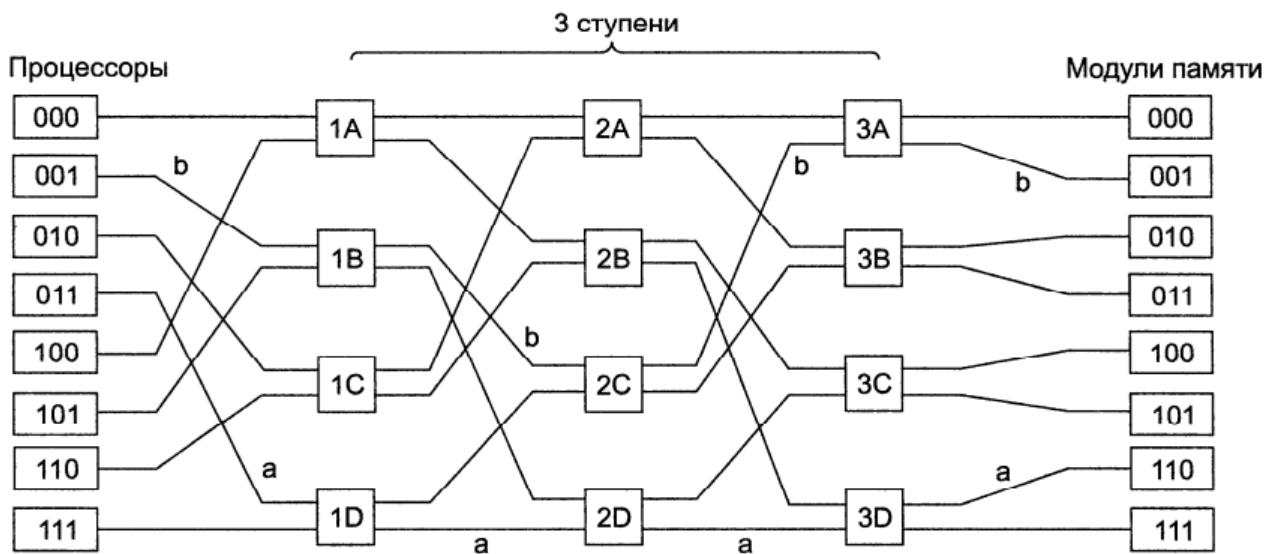 3 ступени
Процессоры
Модули памяти
000
1A
2A
3A
000
001
b
b
b
001
010
1B
2B
3B
010
011
011
100
b
100
1C
2C
3C
101
101
110
a
a
110
1D
2D
3D
111
a
a
111